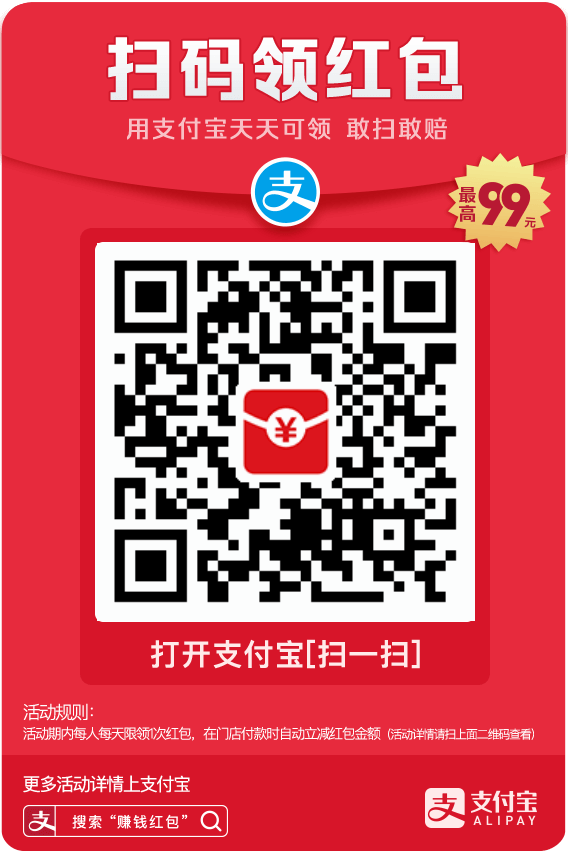 扫码领红包
用支付宝天天可领 敢扫敢赔
支
最高99元
¥
打开支付宝[扫一扫]
活动规则：
活动期内每人每天限领1次红包，在门店付款时自动立减红包金额（活动详情请扫上面二维码查看）
更多活动详情上支付宝
支 搜索“赚钱红包”
支 支付宝
ALIPAY